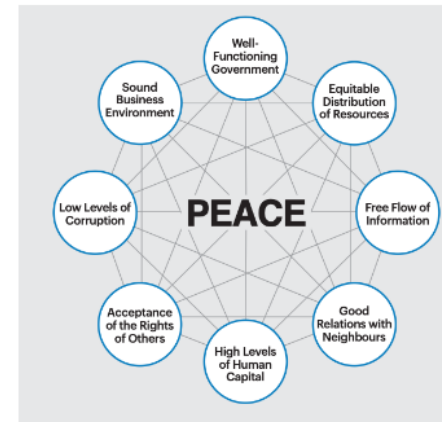 Well-
Functioning
Government
Sound
Business
Environment
Equitable
Distribution
of Resources
Low Levels of
Corruption
PEACE
Free Flow of
Information
Acceptance
of the Rights
of Others
Good
Relations with
Neighbours
High Levels
of Human
Capital